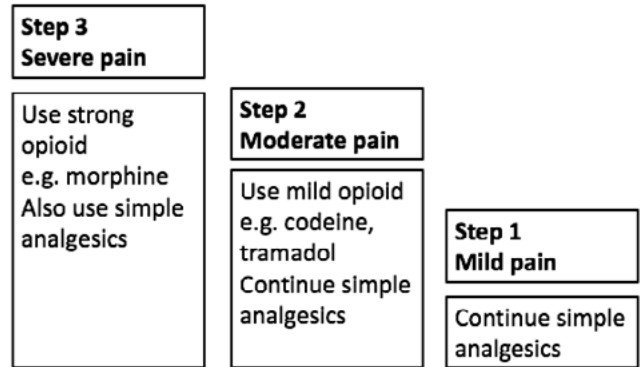 Step 3
Severe pain
Use strong
opioid
e.g. morphine
Also use simple
analgesics
Step 2
Moderate pain
Use mild opioid
e.g. codeine,
tramadol
Continue simple
analgesics
Step 1
Mild pain
Continue simple
analgesics